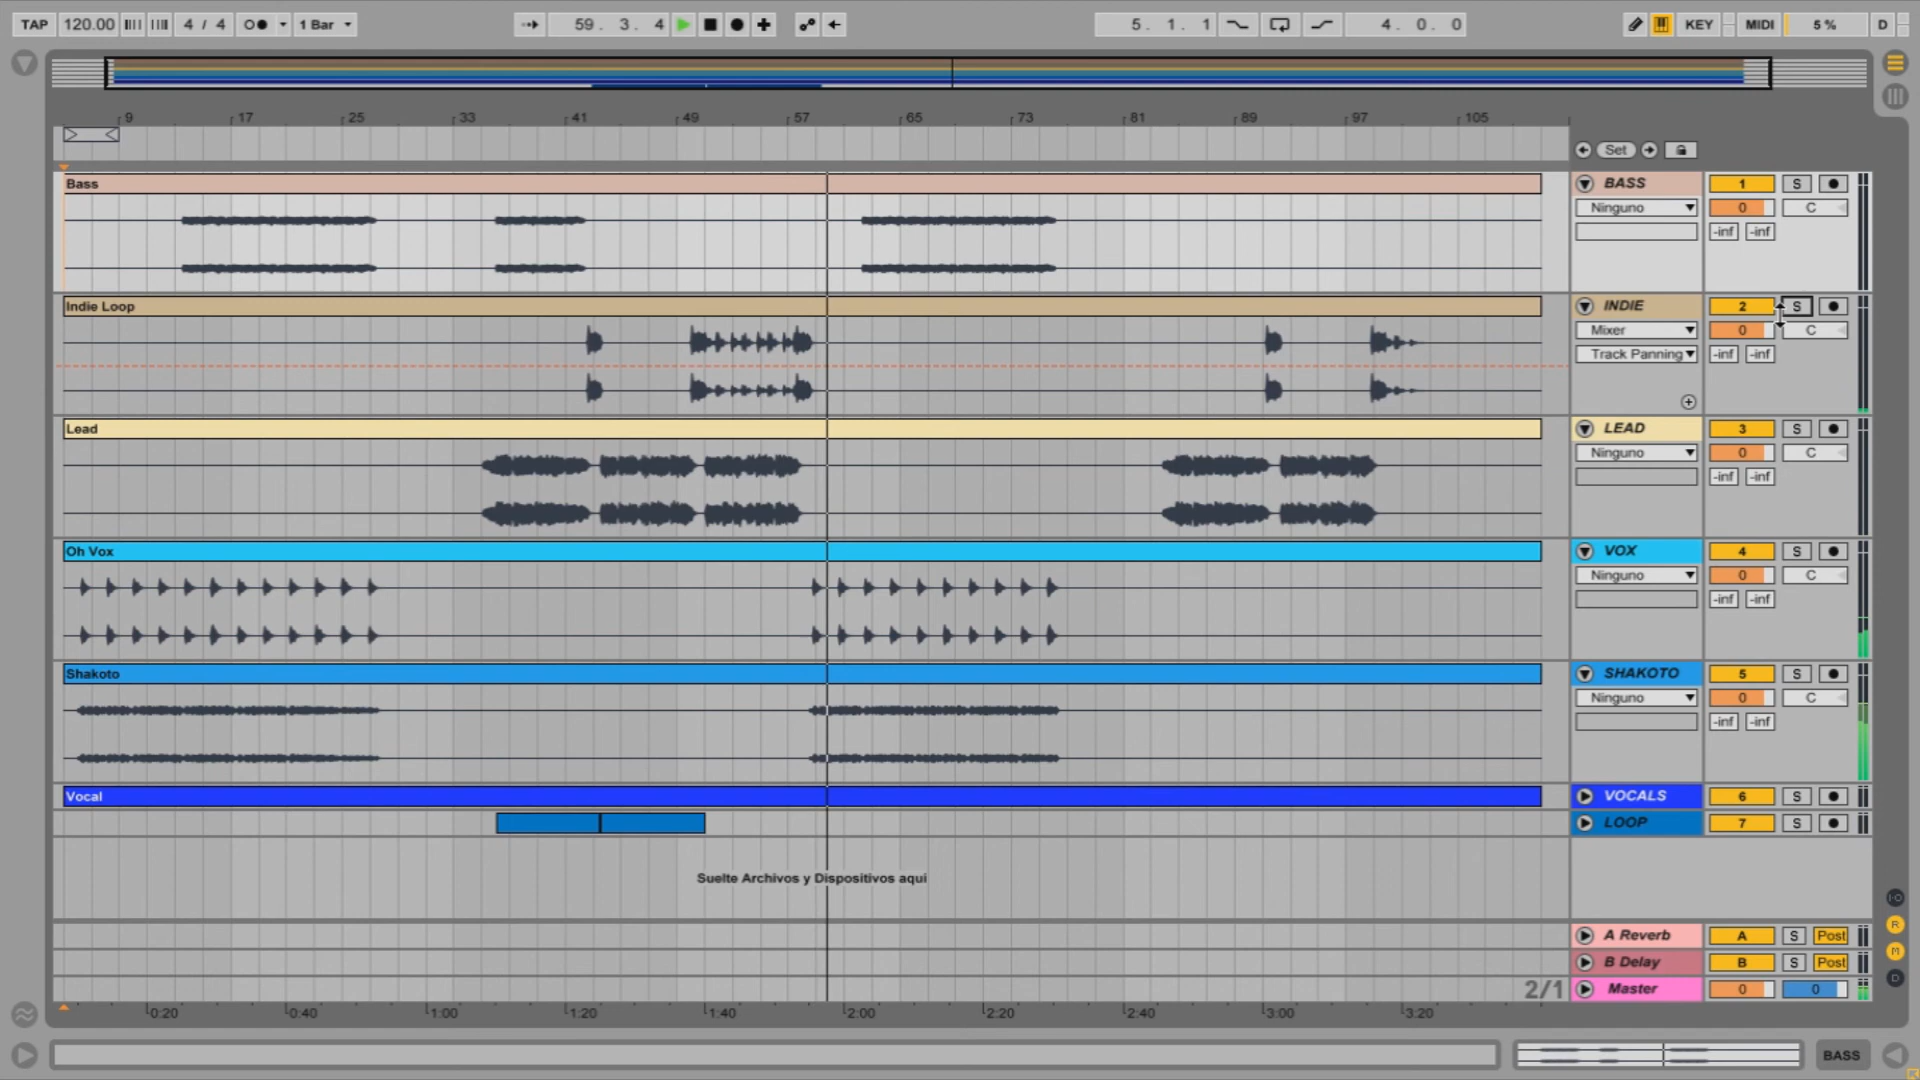 TAP 120.00 4 / 4 1 Bar 59. 3. 4 5. 1. 1 4. 0. 0 KEY MIDI 5 % D
9 17 25 33 41 49 57 65 73 81 89 97 105
Set
Bass BASS 1 S
Ninguno 0 C
-inf -inf
Indie Loop INDIE 2 S
Mixer 0 C
Track Panning -inf -inf
Lead LEAD 3 S
Ninguno 0 C
-inf -inf
Oh Vox VOX 4 S
Ninguno 0 C
-inf -inf
Shakoto SHAKOTO 5 S
Ninguno 0 C
-inf -inf
Vocal VOCALS 6 S
LOOP 7 S
Suelte Archivos y Dispositivos aquí
I·O
A Reverb A S Post R
B Delay B S Post M
D
2/1 Master 0 0
0:20 0:40 1:00 1:20 1:40 2:00 2:20 2:40 3:00 3:20
BASS